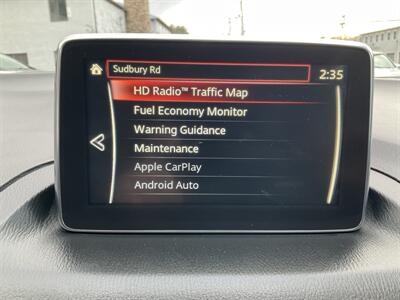 Sudbury Rd
2:35
HD Radio™ Traffic Map
Fuel Economy Monitor
Warning Guidance
Maintenance
Apple CarPlay
Android Auto